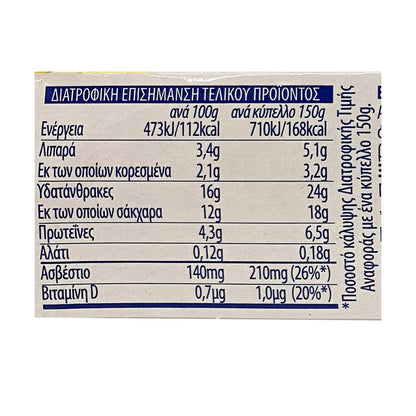 ΔΙΑΤΡΟΦΙΚΗ ΕΠΙΣΗΜΑΝΣΗ ΤΕΛΙΚΟΥ ΠΡΟΪΟΝΤΟΣ
ανά 100g ανά κύπελλο 150g
Ενέργεια 473kJ/112kcal 710kJ/168kcal
Λιπαρά 3,4g 5,1g
Εκ των οποίων κορεσμένα 2,1g 3,2g
Υδατάνθρακες 16g 24g
Εκ των οποίων σάκχαρα 12g 18g
Πρωτεΐνες 4,3g 6,5g
Αλάτι 0,12g 0,18g
Ασβέστιο 140mg 210mg (26%*)
Βιταμίνη D 0,7μg 1,0μg (20%*)
*Ποσοστό κάλυψης Διατροφικής Τιμής
Αναφοράς με ένα κύπελλο 150g.